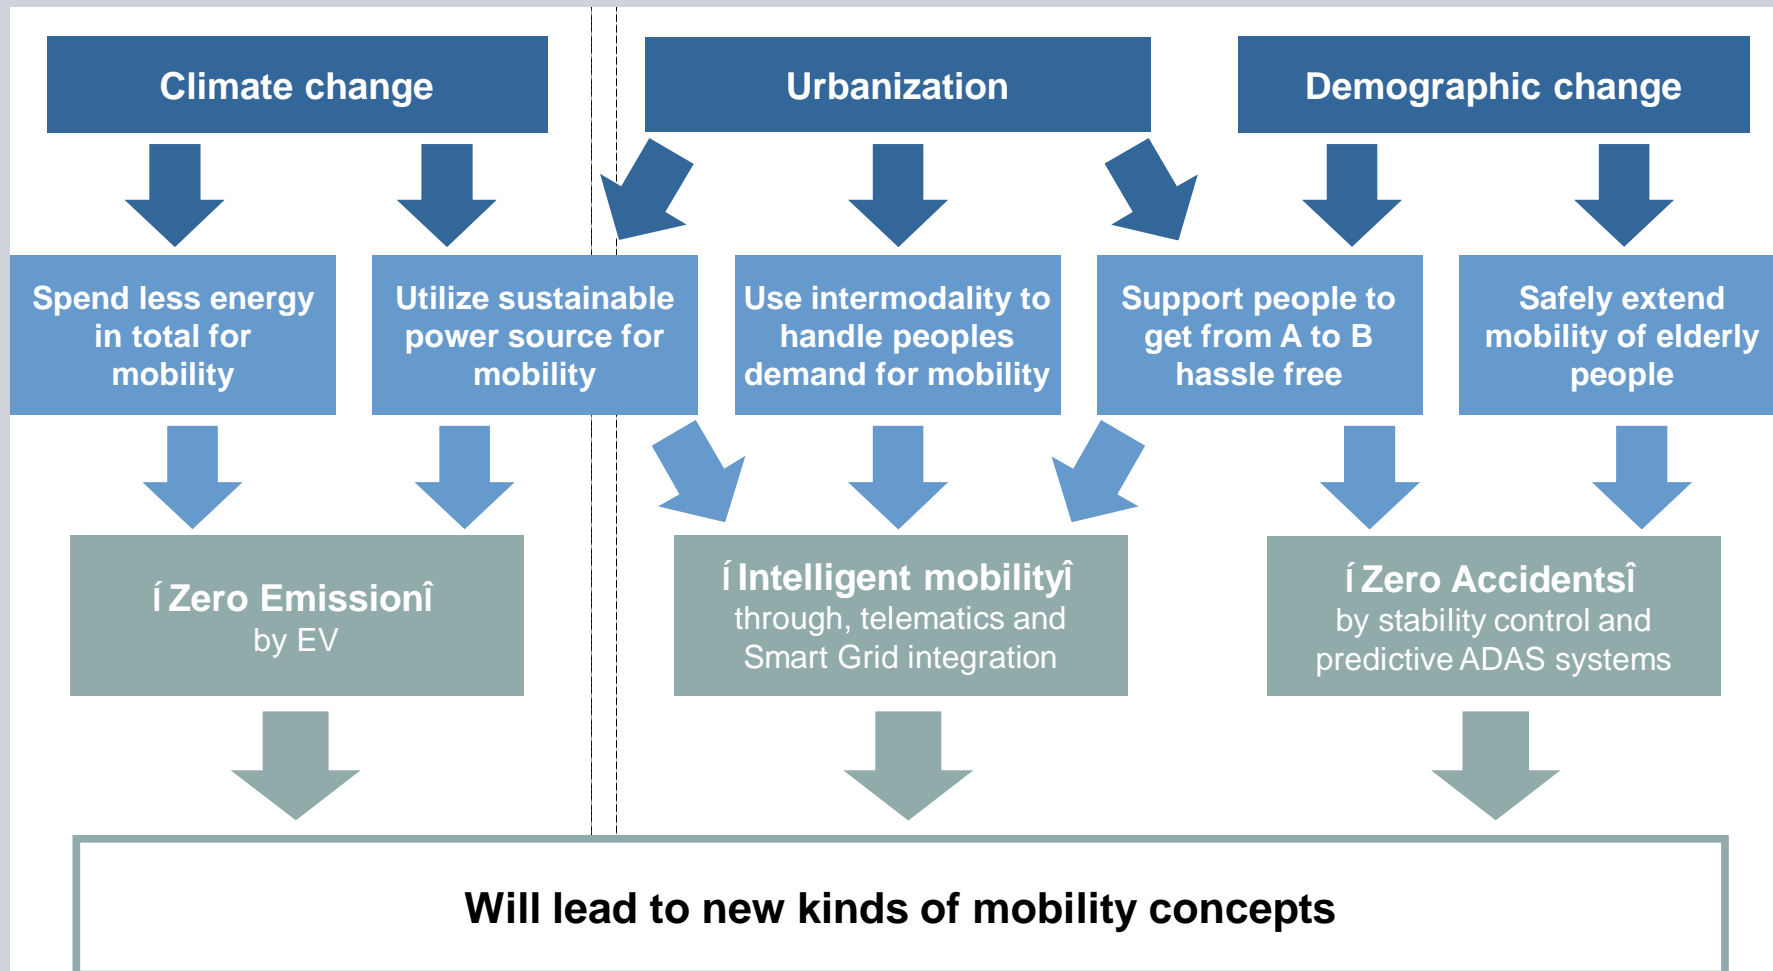 Climate change
Urbanization
Demographic change
Spend less energy
in total for
mobility
Utilize sustainable
power source for
mobility
Use intermodality to
handle peoples
demand for mobility
Support people to
get from A to B
hassle free
Safely extend
mobility of elderly
people
íZero Emissionî
by EV
íIntelligent mobilityî
through, telematics and
Smart Grid integration
íZero Accidentsî
by stability control and
predictive ADAS systems
Will lead to new kinds of mobility concepts